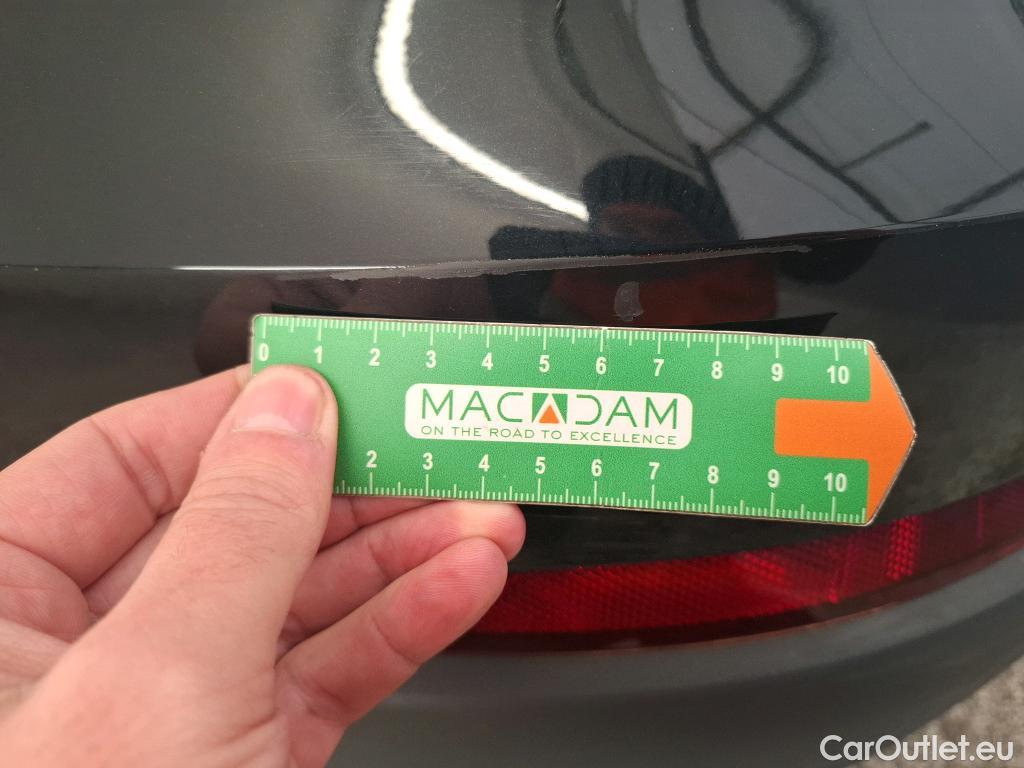 0 1 2 3 4 5 6 7 8 9 10
MACADAM
ON THE ROAD TO EXCELLENCE
2 3 4 5 6 7 8 9 10
CarOutlet.eu